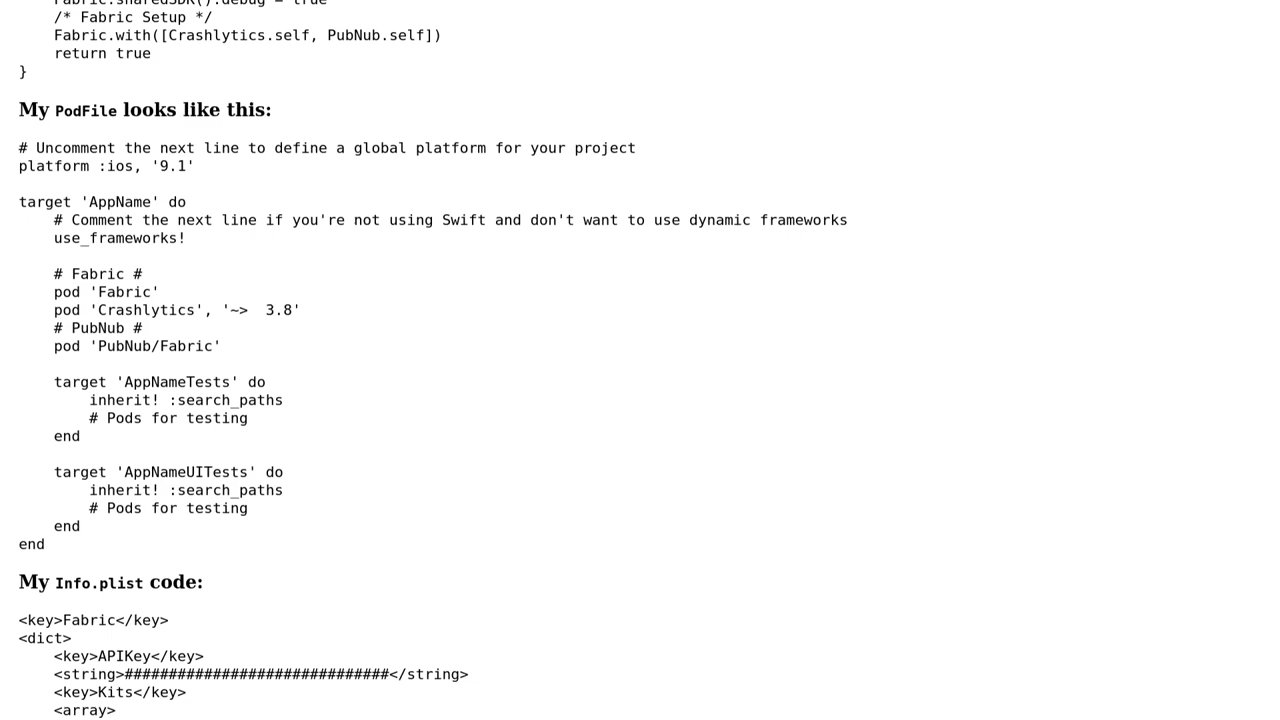 Fabric.sharedSDK().debug = true
    /* Fabric Setup */
    Fabric.with([Crashlytics.self, PubNub.self])
    return true
}
My PodFile looks like this:
# Uncomment the next line to define a global platform for your project
platform :ios, '9.1'

target 'AppName' do
    # Comment the next line if you're not using Swift and don't want to use dynamic frameworks
    use_frameworks!

    # Fabric #
    pod 'Fabric'
    pod 'Crashlytics', '~>  3.8'
    # PubNub #
    pod 'PubNub/Fabric'

    target 'AppNameTests' do
        inherit! :search_paths
        # Pods for testing
    end

    target 'AppNameUITests' do
        inherit! :search_paths
        # Pods for testing
    end
end
My Info.plist code:
<key>Fabric</key>
<dict>
    <key>APIKey</key>
    <string>##############################</string>
    <key>Kits</key>
    <array>